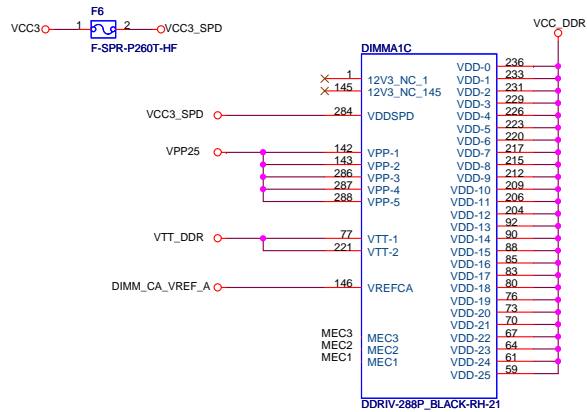 F6
VCC3 1 2 VCC3_SPD
F-SPR-P260T-HF
VCC_DDR
DIMMA1C
VDD-0 236
1 12V3_NC_1 VDD-1 233
145 12V3_NC_145 VDD-2 231
VDD-3 229
VCC3_SPD 284 VDDSPD VDD-4 226
VDD-5 223
VDD-6 220
VPP25 142 VPP-1 VDD-7 217
143 VPP-2 VDD-8 215
286 VPP-3 VDD-9 212
287 VPP-4 VDD-10 209
288 VPP-5 VDD-11 206
VDD-12 204
VDD-13 92
VTT_DDR 77 VTT-1 VDD-14 90
221 VTT-2 VDD-15 88
VDD-16 85
VDD-17 83
DIMM_CA_VREF_A 146 VREFCA VDD-18 80
VDD-19 76
VDD-20 73
VDD-21 70
MEC3 MEC3 VDD-22 67
MEC2 MEC2 VDD-23 64
MEC1 MEC1 VDD-24 61
VDD-25 59
DDRIV-288P_BLACK-RH-21